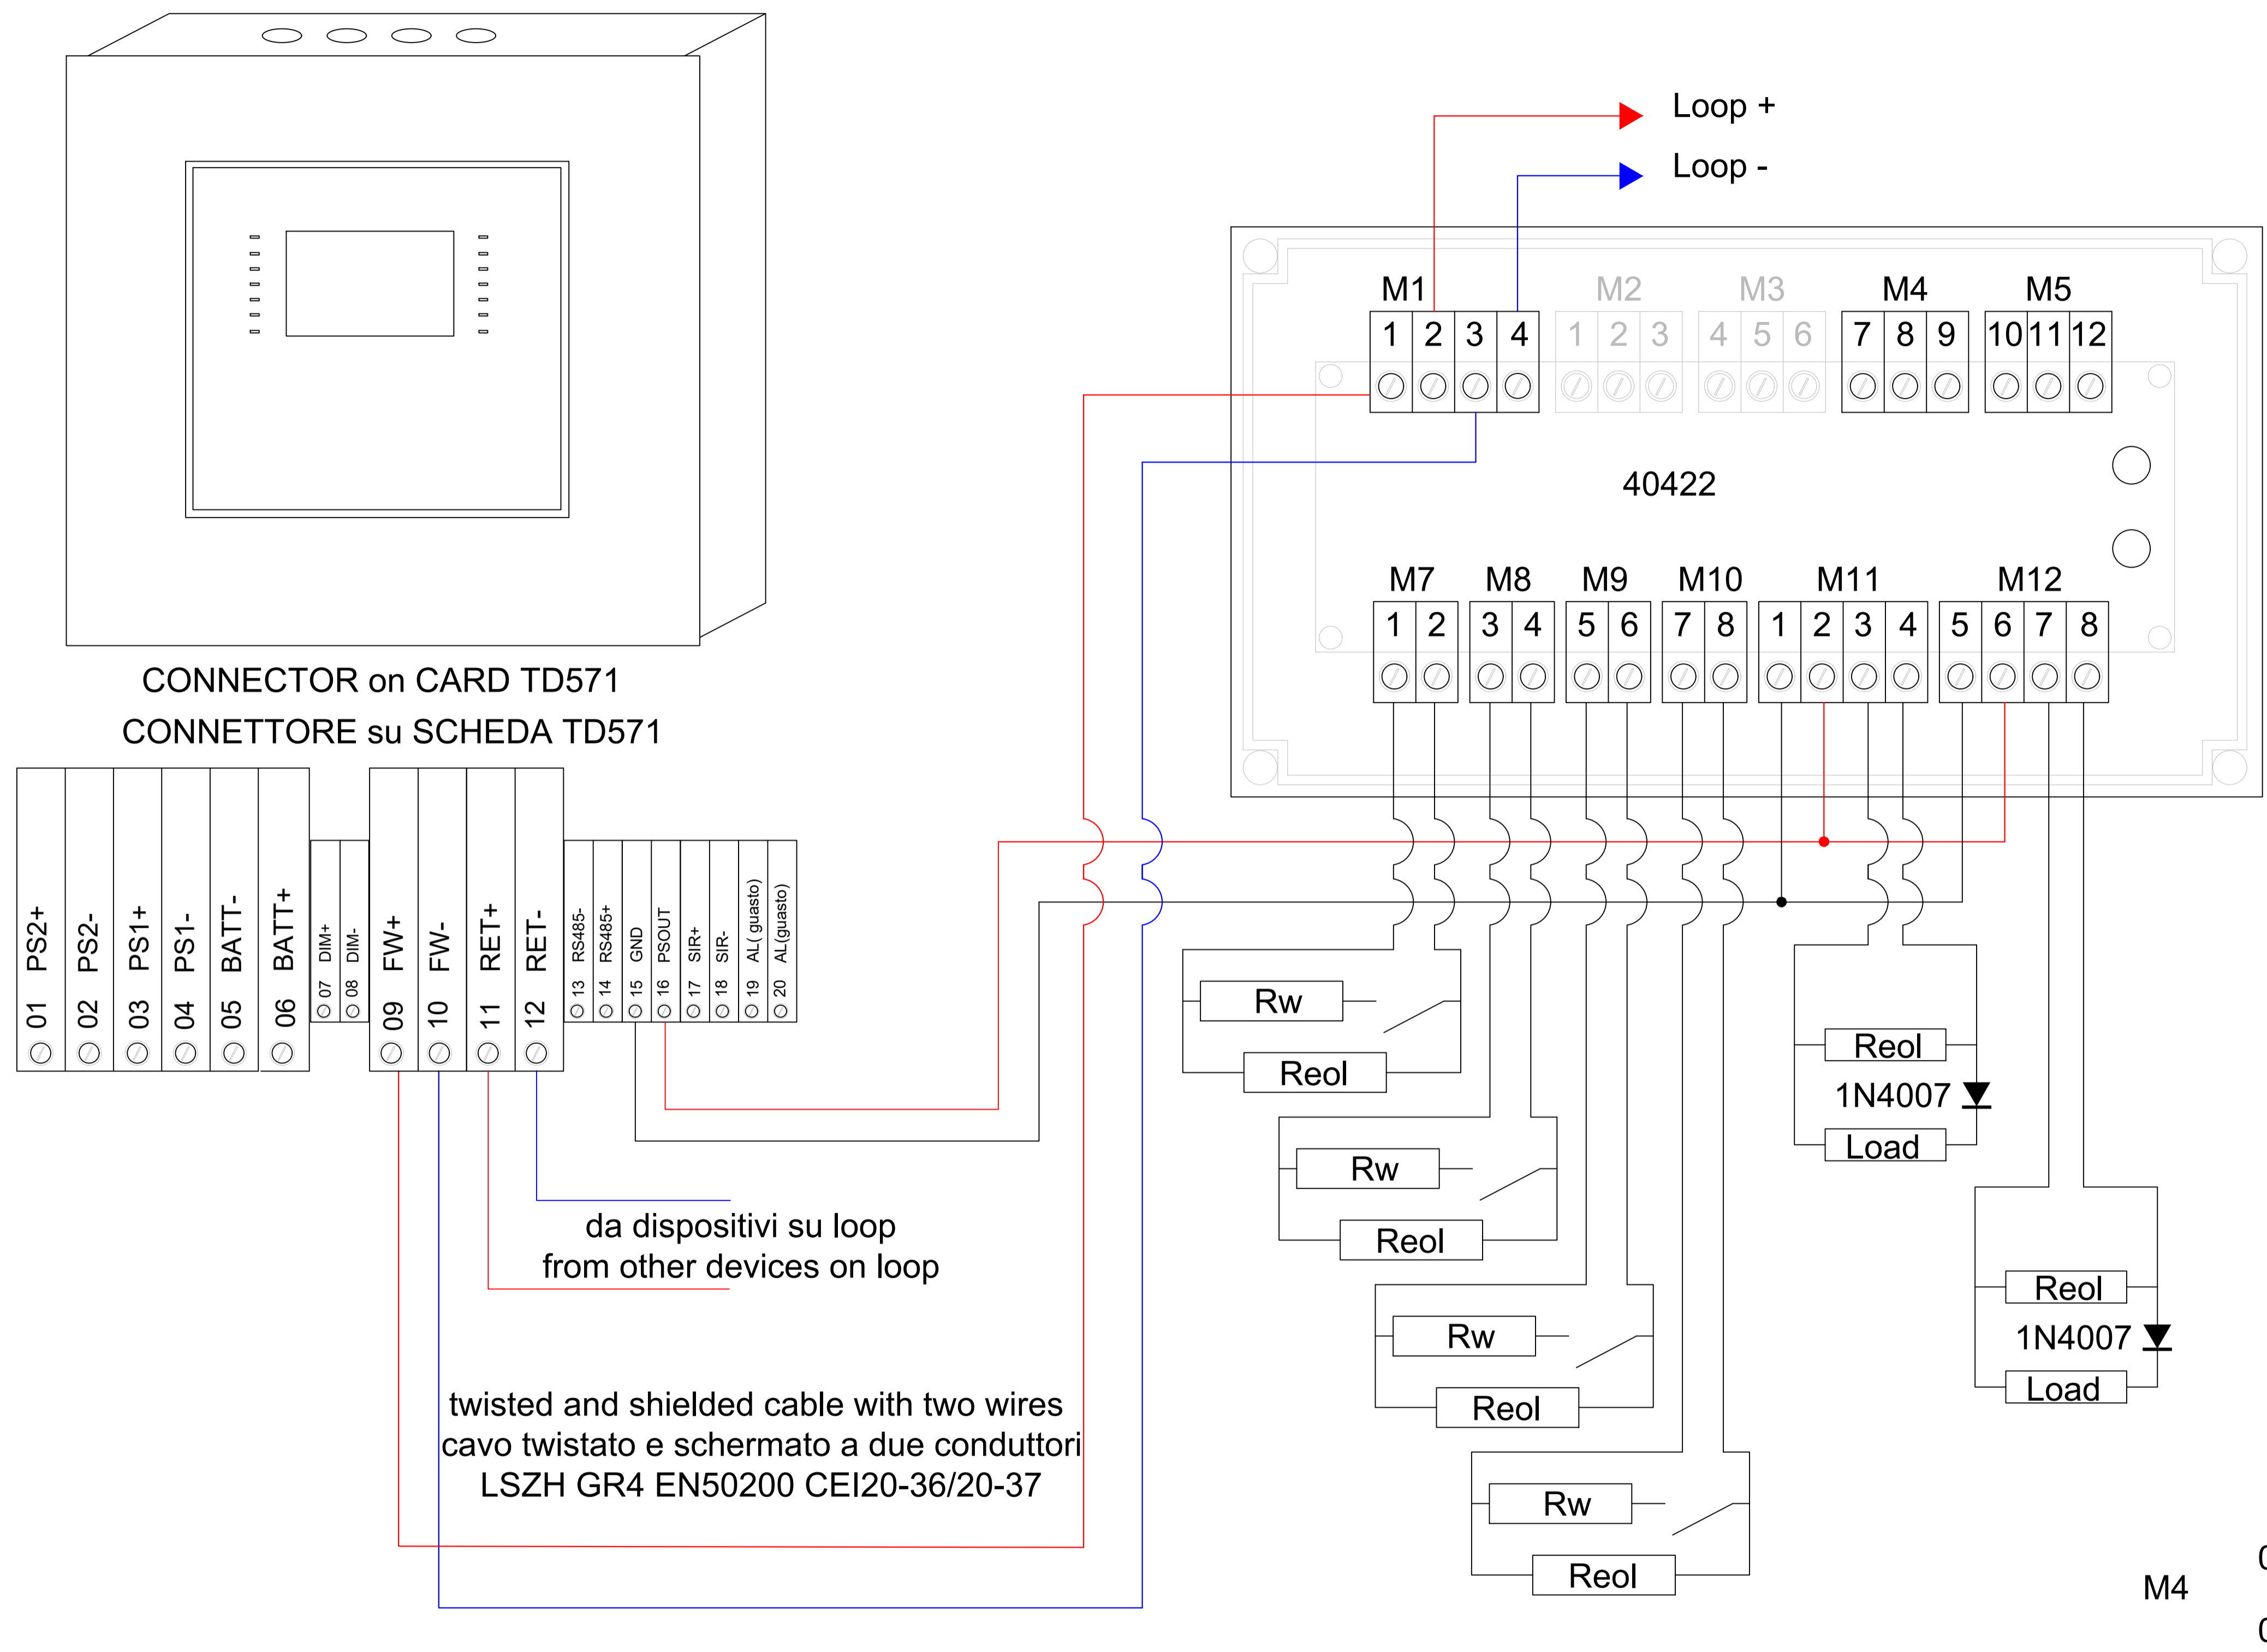 Loop +
Loop -
M1
M2
M3
M4
M5
1 2 3 4
1 2 3
4 5 6
7 8 9
10 11 12
40422
M7
M8
M9
M10
M11
M12
1 2
3 4
5 6
7 8
1 2 3 4
5 6 7 8
CONNECTOR on CARD TD571
CONNETTORE su SCHEDA TD571
01 PS2+
02 PS2-
03 PS1+
04 PS1-
05 BATT-
06 BATT+
07 DIM+
08 DIM-
09 FW+
10 FW-
11 RET+
12 RET-
13 RS485-
14 RS485+
15 GND
16 PSOUT
17 SIR+
18 SIR-
19 AL( guasto)
20 AL(guasto)
Rw
Reol
Rw
Reol
Rw
Reol
Rw
Reol
Reol
1N4007
Load
Reol
1N4007
Load
da dispositivi su loop
from other devices on loop
twisted and shielded cable with two wires
cavo twistato e schermato a due conduttori
LSZH GR4 EN50200 CEI20-36/20-37
M4